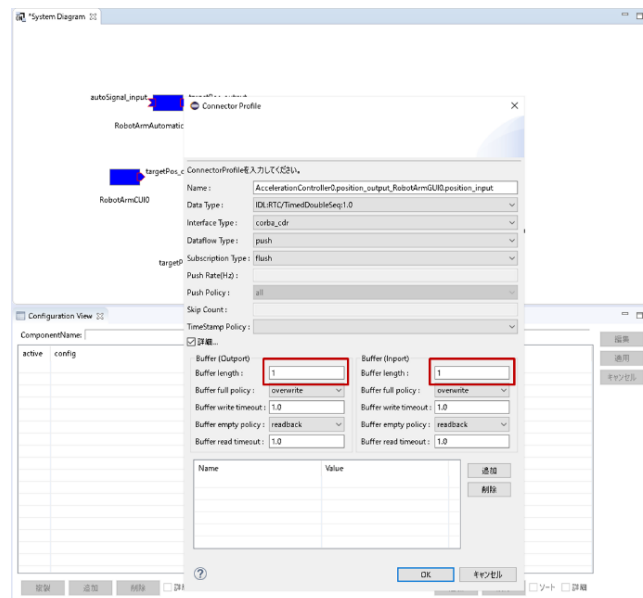 *System Diagram
autoSignal_input
RobotArmAutomatic
targetPos_c
RobotArmCUI0
targetP
Connector Profile
ConnectorProfileを入力してください。
Name : AccelerationController0.position_output_RobotArmGUI0.position_input
Data Type : IDL:RTC/TimedDoubleSeq:1.0
Interface Type : corba_cdr
Dataflow Type : push
Subscription Type : flush
Push Rate(Hz) :
Push Policy : all
Skip Count :
TimeStamp Policy :
詳細...
Buffer (Outport)
Buffer length : 1
Buffer full policy : overwrite
Buffer write timeout : 1.0
Buffer empty policy : readback
Buffer read timeout : 1.0
Buffer (Inport)
Buffer length : 1
Buffer full policy : overwrite
Buffer write timeout : 1.0
Buffer empty policy : readback
Buffer read timeout : 1.0
Name Value
追加
削除
OK キャンセル
Configuration View
ComponentName:
active config
編集
適用
キャンセル
複製 追加 削除
ソート 詳細